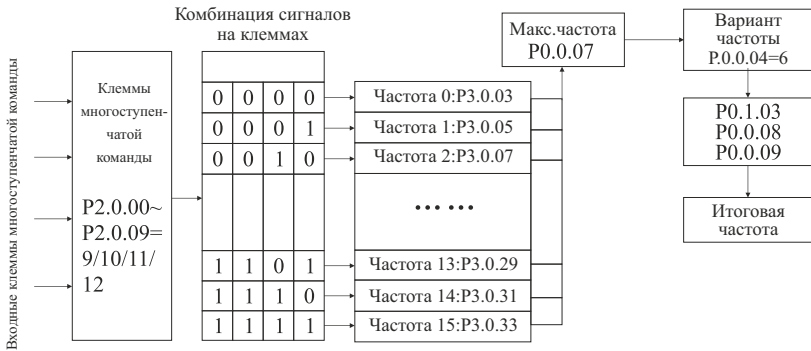 Входные клеммы многоступенчатой команды
Клеммы
многоступен-
чатой
команды
P2.0.00~
P2.0.09=
9/10/11/
12
Комбинация сигналов
на клеммах
0 0 0 0
0 0 0 1
0 0 1 0
1 1 0 1
1 1 1 0
1 1 1 1
Частота 0:P3.0.03
Частота 1:P3.0.05
Частота 2:P3.0.07
... ...
Частота 13:P3.0.29
Частота 14:P3.0.31
Частота 15:P3.0.33
Макс.частота
P0.0.07
Вариант
частоты
P.0.0.04=6
P0.1.03
P0.0.08
P0.0.09
Итоговая
частота